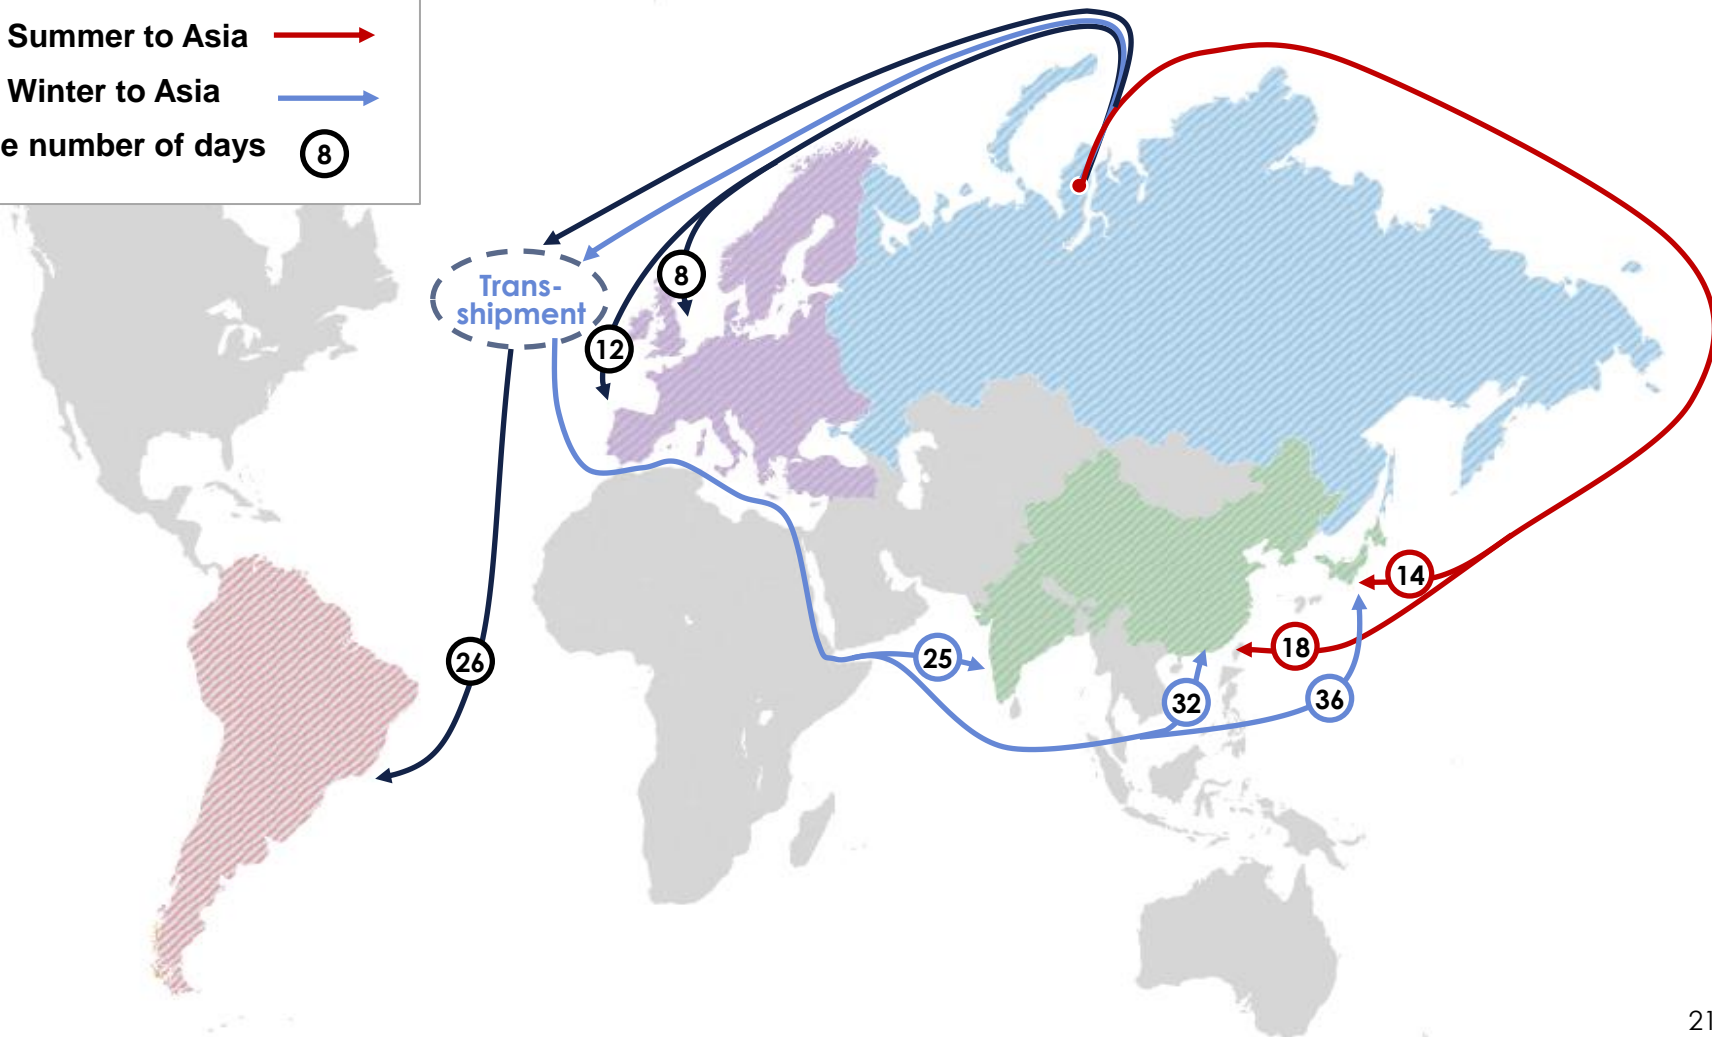 Summer to Asia
Winter to Asia
e number of days
8
Trans-
shipment
8
12
14
18
26
25
32
36
21